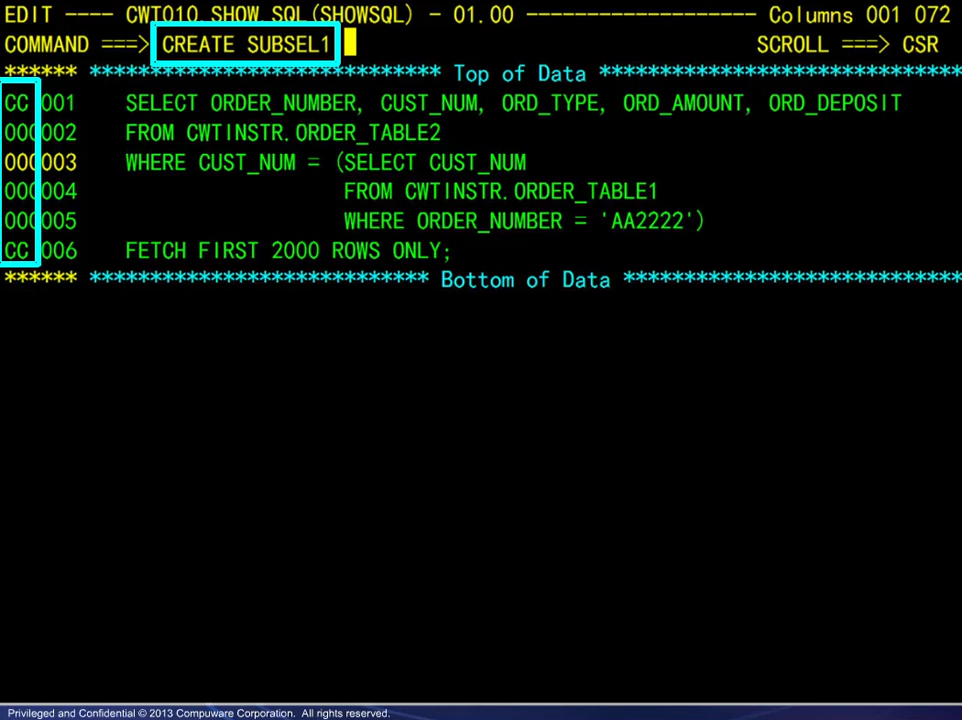 EDIT ---- CWTO10.SHOW.SQL(SHOWSQL) - 01.00 ------------------- Columns 001 072
COMMAND ===> CREATE SUBSEL1 SCROLL ===> CSR
****** ***************************** Top of Data ******************************
CC 001 SELECT ORDER_NUMBER, CUST_NUM, ORD_TYPE, ORD_AMOUNT, ORD_DEPOSIT
000002 FROM CWTINSTR.ORDER_TABLE2
000003 WHERE CUST_NUM = (SELECT CUST_NUM
000004 FROM CWTINSTR.ORDER_TABLE1
000005 WHERE ORDER_NUMBER = 'AA2222')
CC 006 FETCH FIRST 2000 ROWS ONLY;
****** **************************** Bottom of Data ****************************
Privileged and Confidential © 2013 Compuware Corporation. All rights reserved.